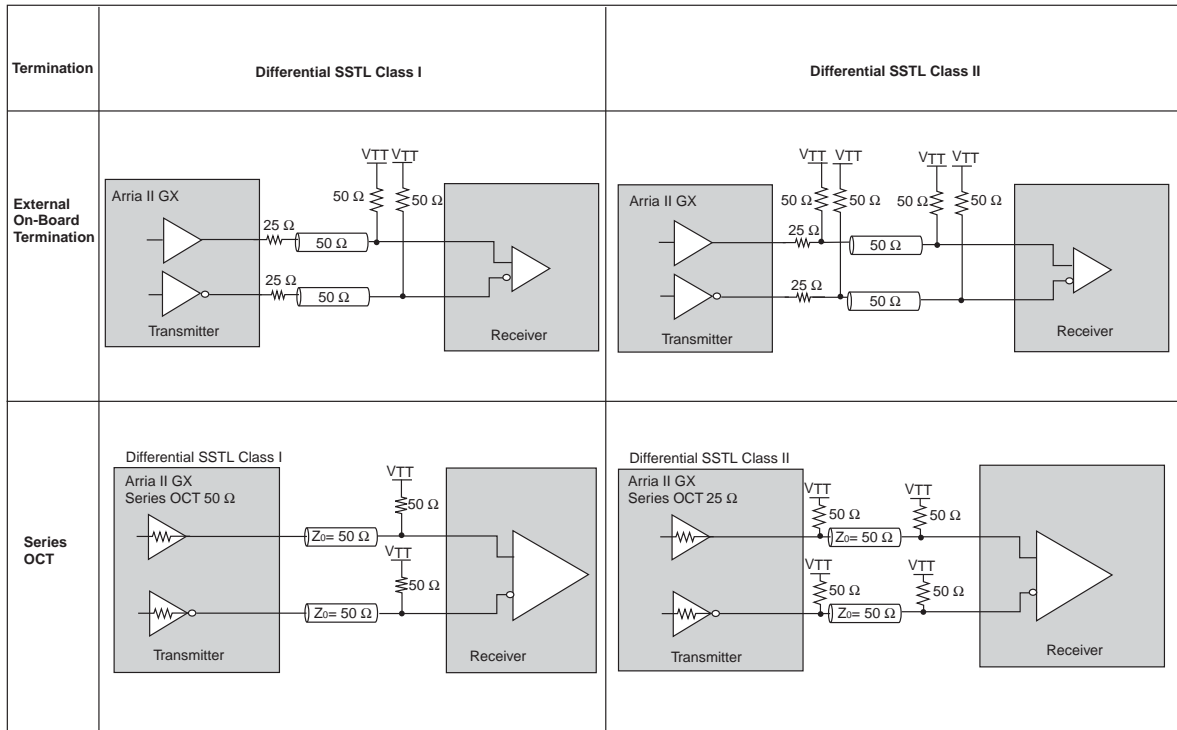 Termination
Differential SSTL Class I
Differential SSTL Class II
External
On-Board
Termination
Arria II GX
Transmitter
25 Ω
50 Ω
25 Ω
50 Ω
VTT
VTT
50 Ω
50 Ω
Receiver
Arria II GX
Transmitter
25 Ω
25 Ω
VTT
VTT
50 Ω
50 Ω
50 Ω
50 Ω
VTT
VTT
50 Ω
50 Ω
Receiver
Series
OCT
Differential SSTL Class I
Arria II GX
Series OCT 50 Ω
Transmitter
VTT
50 Ω
Z0= 50 Ω
VTT
50 Ω
Z0= 50 Ω
Receiver
Differential SSTL Class II
Arria II GX
Series OCT 25 Ω
Transmitter
VTT
50 Ω
Z0= 50 Ω
VTT
50 Ω
VTT
50 Ω
Z0= 50 Ω
VTT
50 Ω
Receiver